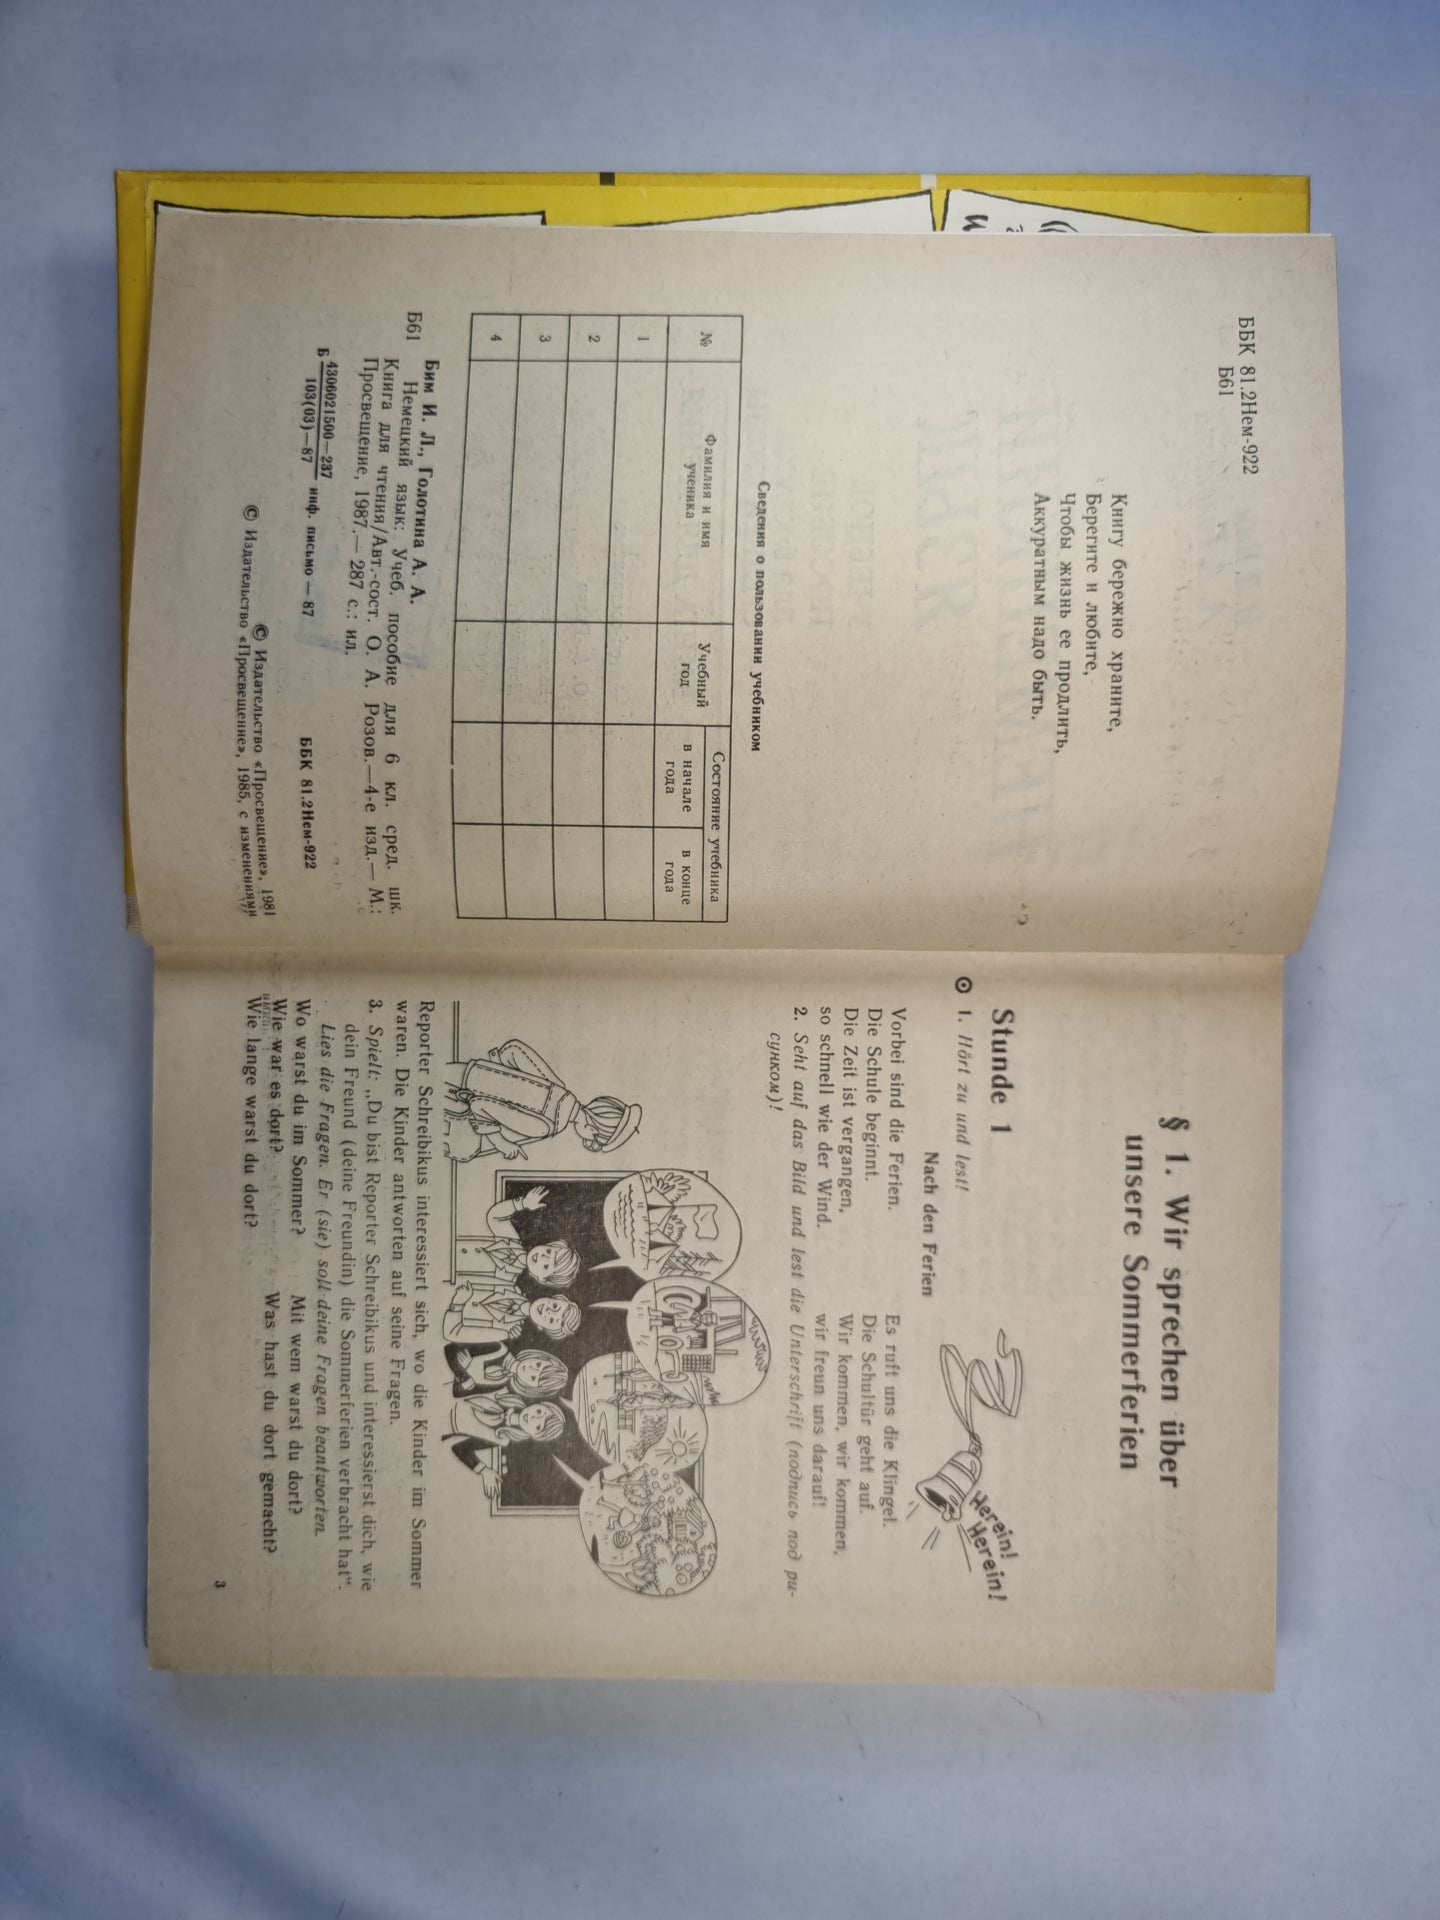 ББК 81.2Нем-922
Б61
Книгу бережно храните,
Берегите и любите,
Чтобы жизнь ее продлить,
Аккуратным надо быть.
Сведения о пользовании учебником
№ Фамилия и имя ученика Учебный год Состояние учебника
в начале года в конце года
1
2
3
4
Бим И. Л., Голотина А. А.
Б61 Немецкий язык: Учеб. пособие для 6 кл. сред. шк.
Книга для чтения/Авт.-сост. О. А. Розов.—4-е изд.— М.:
Просвещение, 1987.— 287 с.: ил.
Б 4306021500—237
103(03)—87 инф. письмо — 87
ББК 81.2Нем-922
© Издательство «Просвещение», 1981
© Издательство «Просвещение», 1985, с изменениями
§ 1. Wir sprechen über
unsere Sommerferien
Stunde 1
Herein!
Herein!
1. Hört zu und lest!
Nach den Ferien
Vorbei sind die Ferien.
Die Schule beginnt.
Die Zeit ist vergangen,
so schnell wie der Wind.
Es ruft uns die Klingel.
Die Schultür geht auf.
Wir kommen, wir kommen,
wir freun uns darauf!
2. Seht auf das Bild und lest die Unterschrift (подпись под ри-
сунком)!
Reporter Schreibikus interessiert sich, wo die Kinder im Sommer
waren. Die Kinder antworten auf seine Fragen.
3. Spielt: „Du bist Reporter Schreibikus und interessierst dich, wie
dein Freund (deine Freundin) die Sommerferien verbracht hat“.
Lies die Fragen. Er (sie) soll deine Fragen beantworten.
Wo warst du im Sommer? Mit wem warst du dort?
Wie war es dort? Was hast du dort gemacht?
Wie lange warst du dort?
3